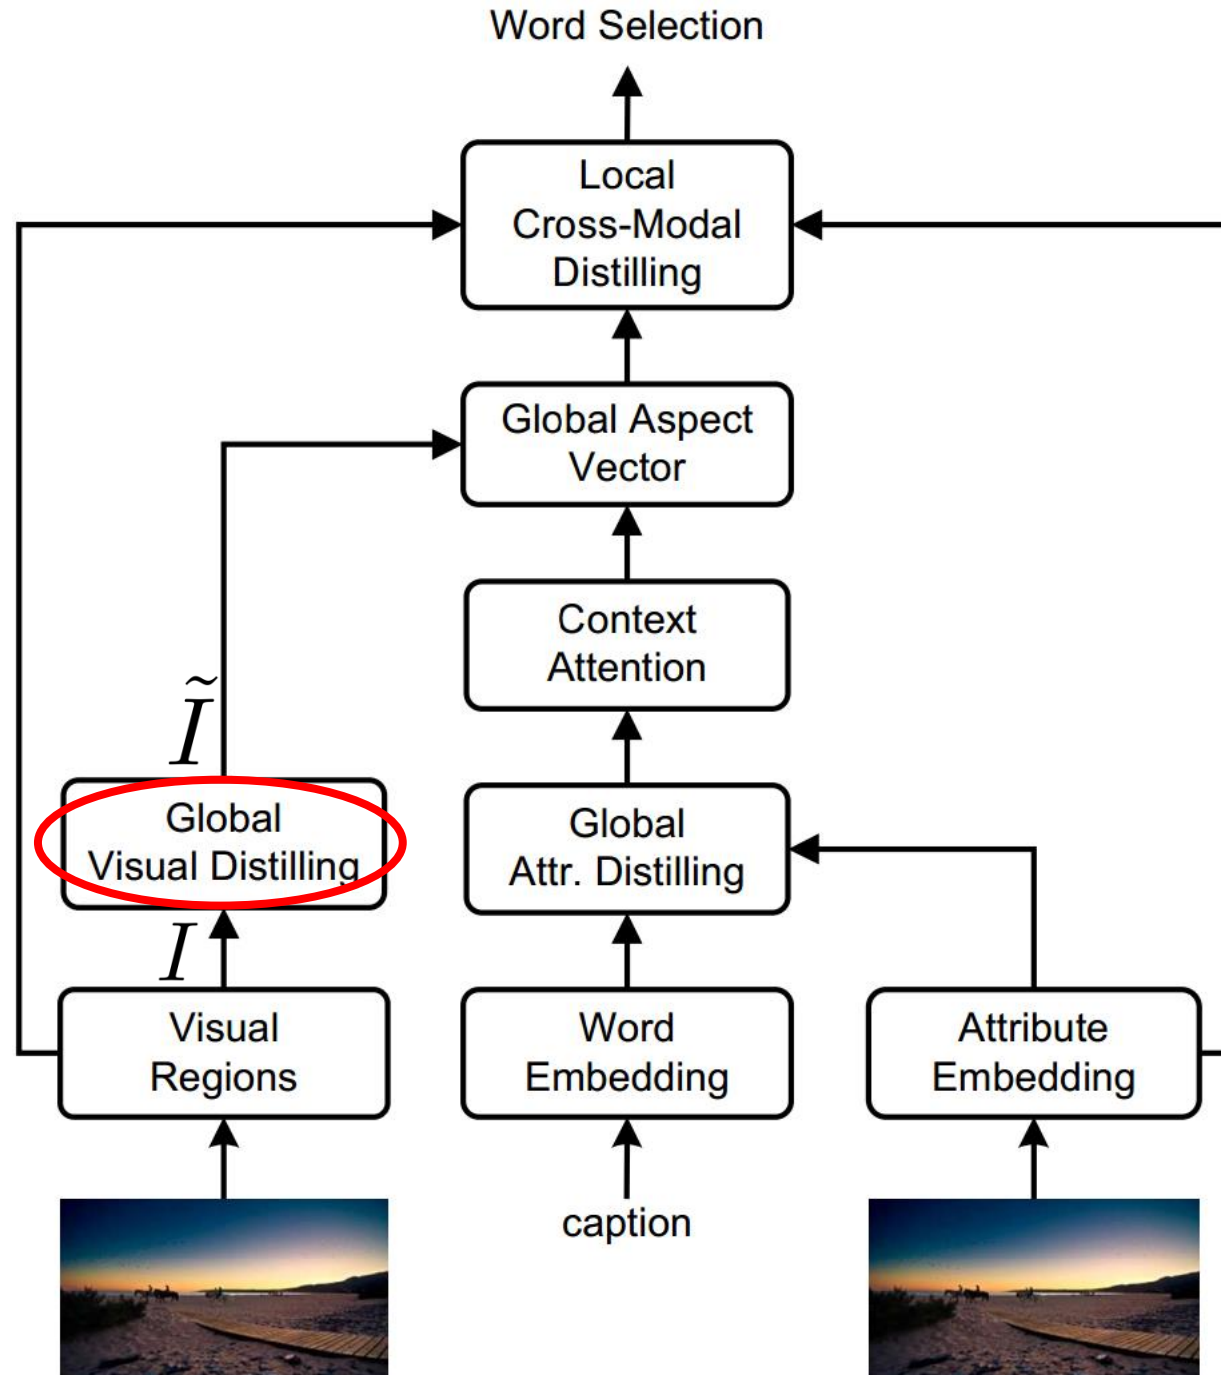 Word Selection
Local
Cross-Modal
Distilling
Global Aspect
Vector
Context
Attention
Ĩ
Global
Visual Distilling
Global
Attr. Distilling
I
Visual
Regions
Word
Embedding
Attribute
Embedding
caption